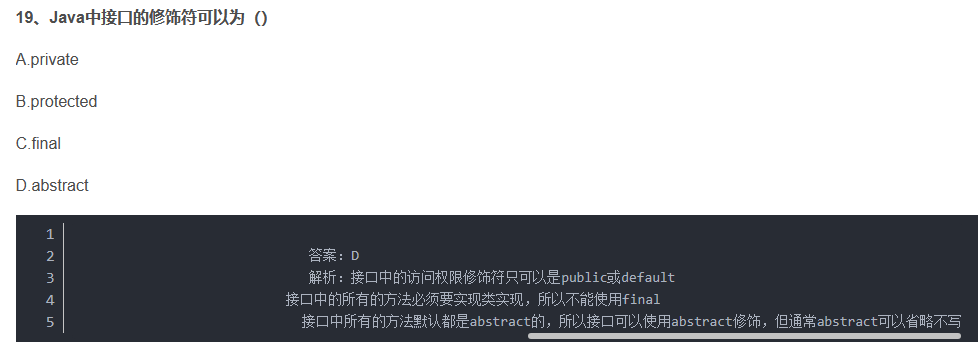 19、Java中接口的修饰符可以为（）
A.private
B.protected
C.final
D.abstract
1
2 答案：D
3 解析：接口中的访问权限修饰符只可以是public或default
4 接口中的所有的方法必须要实现类实现，所以不能使用final
5 接口中所有的方法默认都是abstract的，所以接口可以使用abstract修饰，但通常abstract可以省略不写